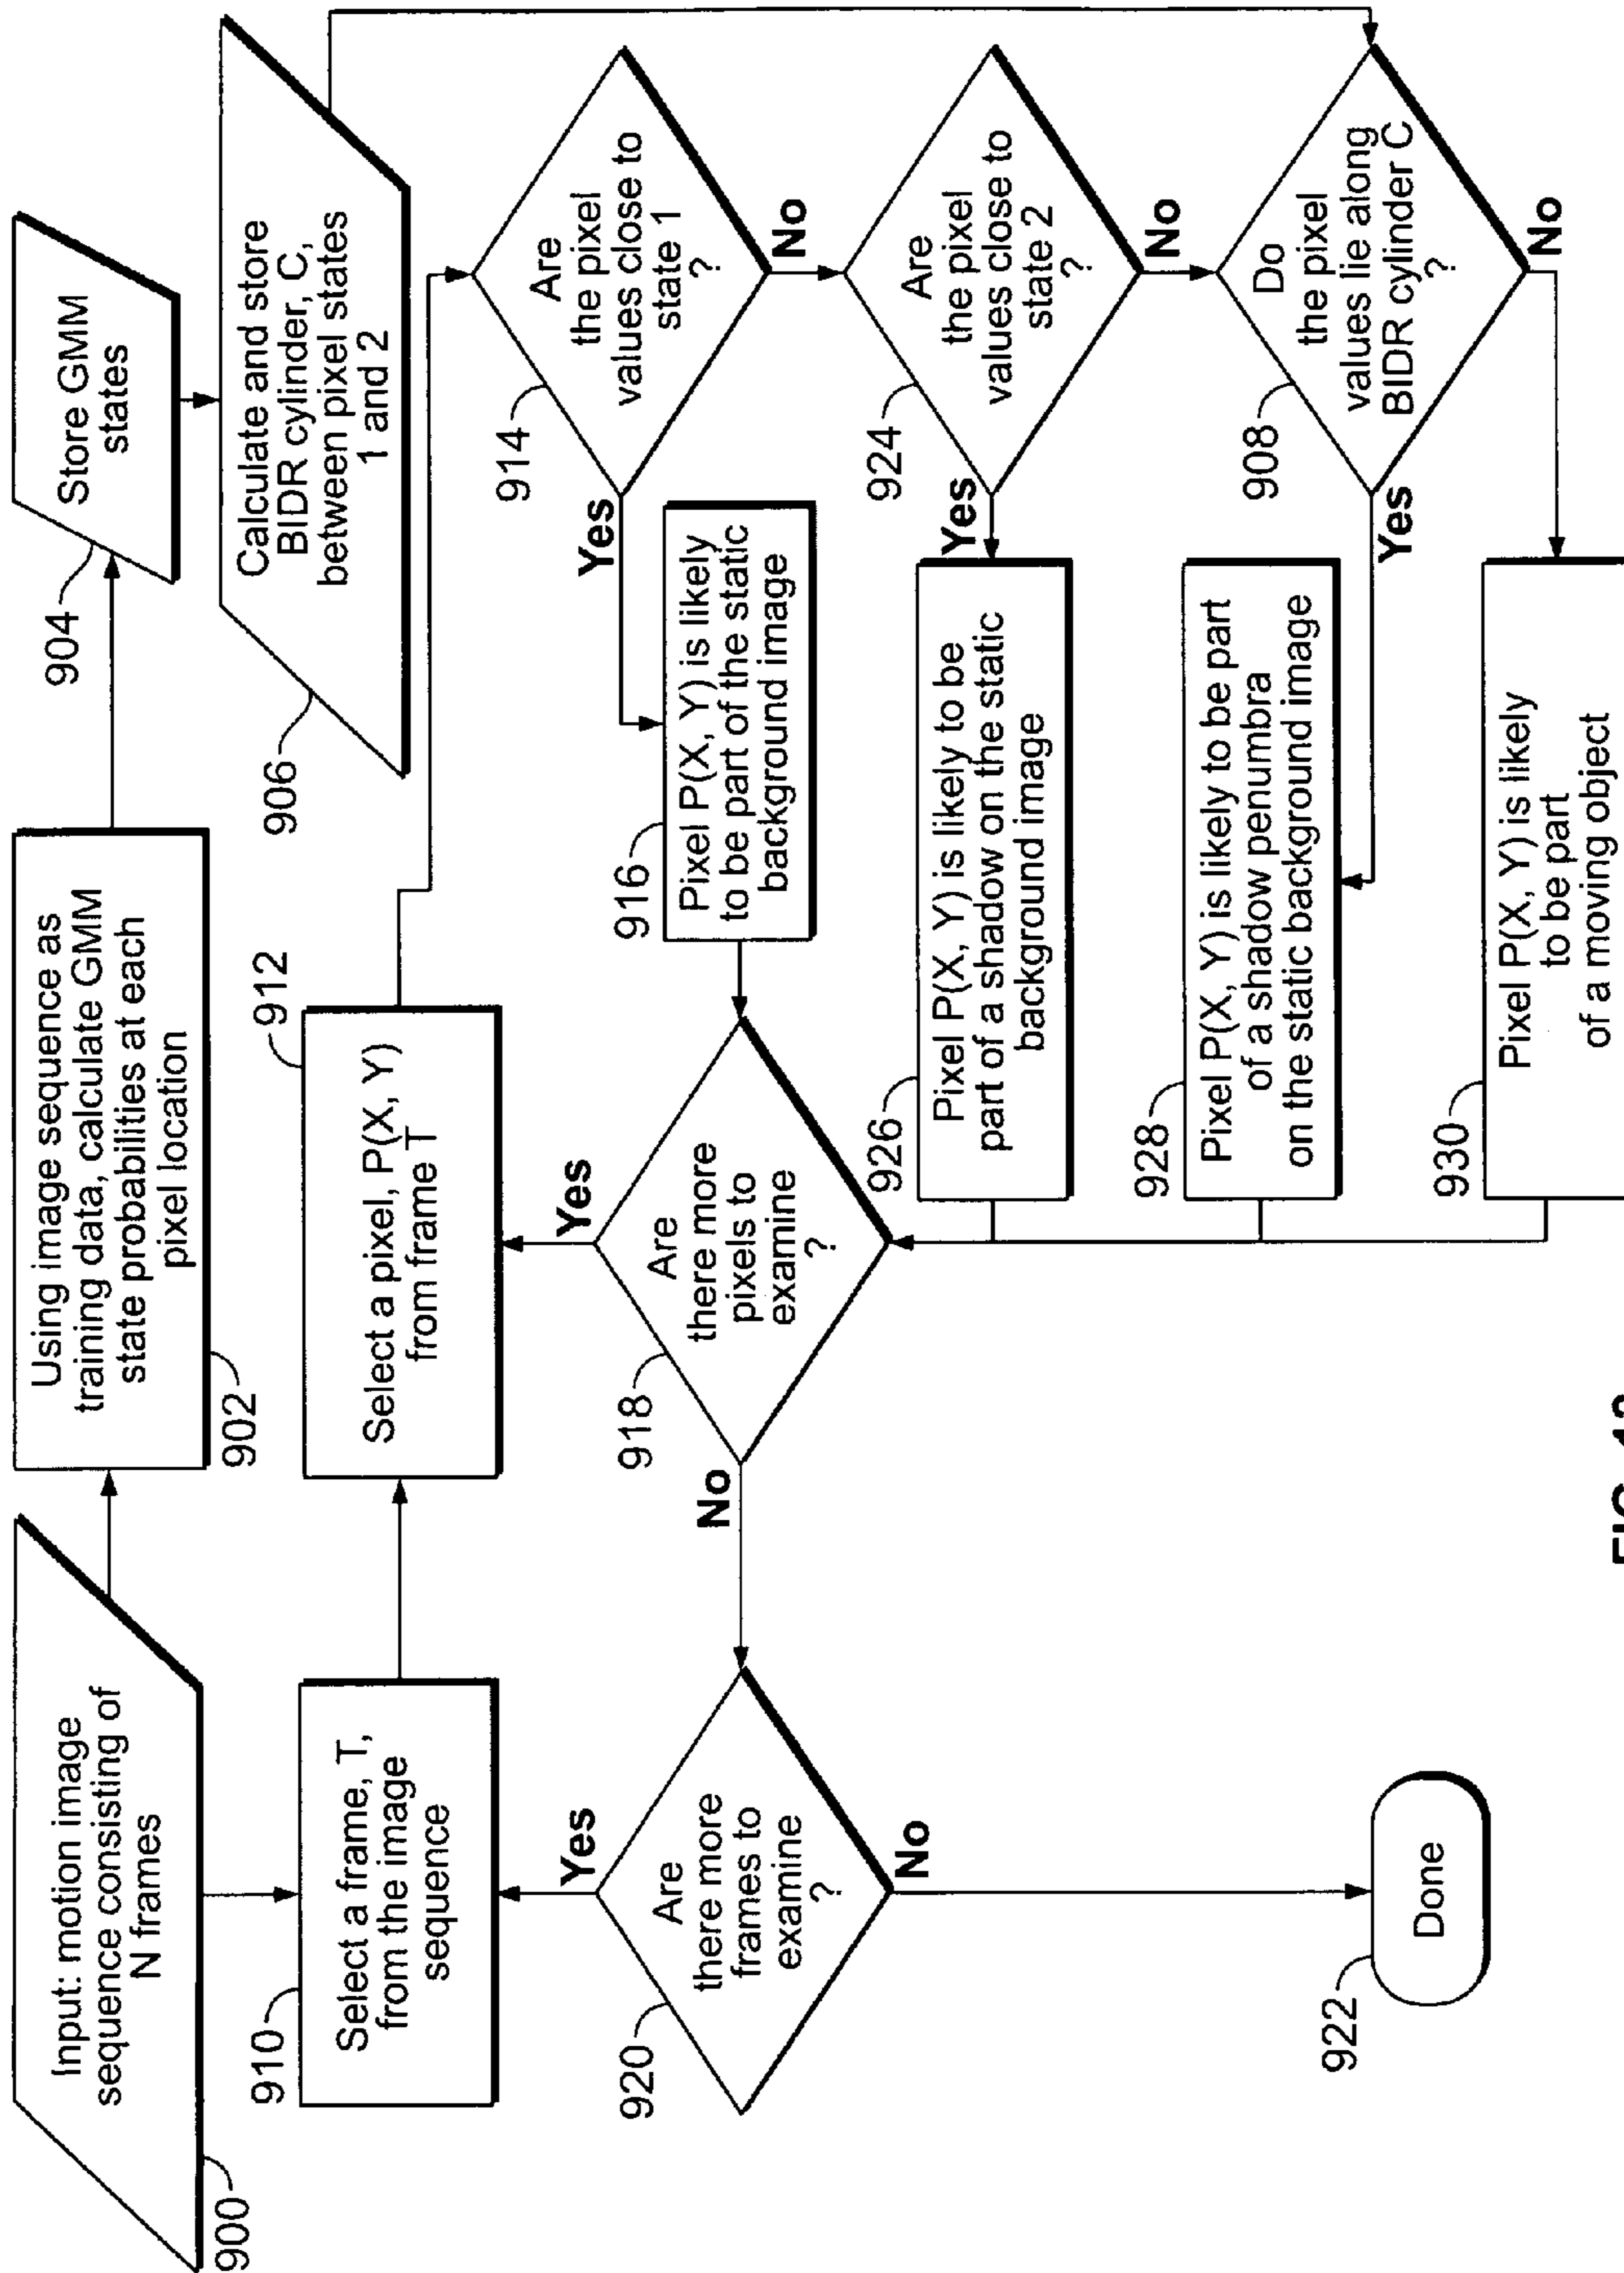 Input: motion image
sequence consisting of
N frames
900
Using image sequence as
training data, calculate GMM
state probabilities at each
pixel location
902
Store GMM
states
904
Calculate and store
BIDR cylinder, C,
between pixel states
1 and 2
906
Select a frame, T,
from the image
sequence
910
Select a pixel, P(X, Y)
from frame T
912
Are
the pixel
values close to
state 1
?
914
Yes
No
Pixel P(X, Y) is likely
to be part of the static
background image
916
Are
there more
pixels to
examine
?
918
Yes
No
Are
there more
frames to
examine
?
920
Yes
No
Done
922
Are
the pixel
values close to
state 2
?
924
Yes
No
Pixel P(X, Y) is likely to be
part of a shadow on the static
background image
926
Do
the pixel
values lie along
BIDR cylinder C
?
908
Yes
No
Pixel P(X, Y) is likely to be part
of a shadow penumbra
on the static background image
928
Pixel P(X, Y) is likely
to be part
of a moving object
930